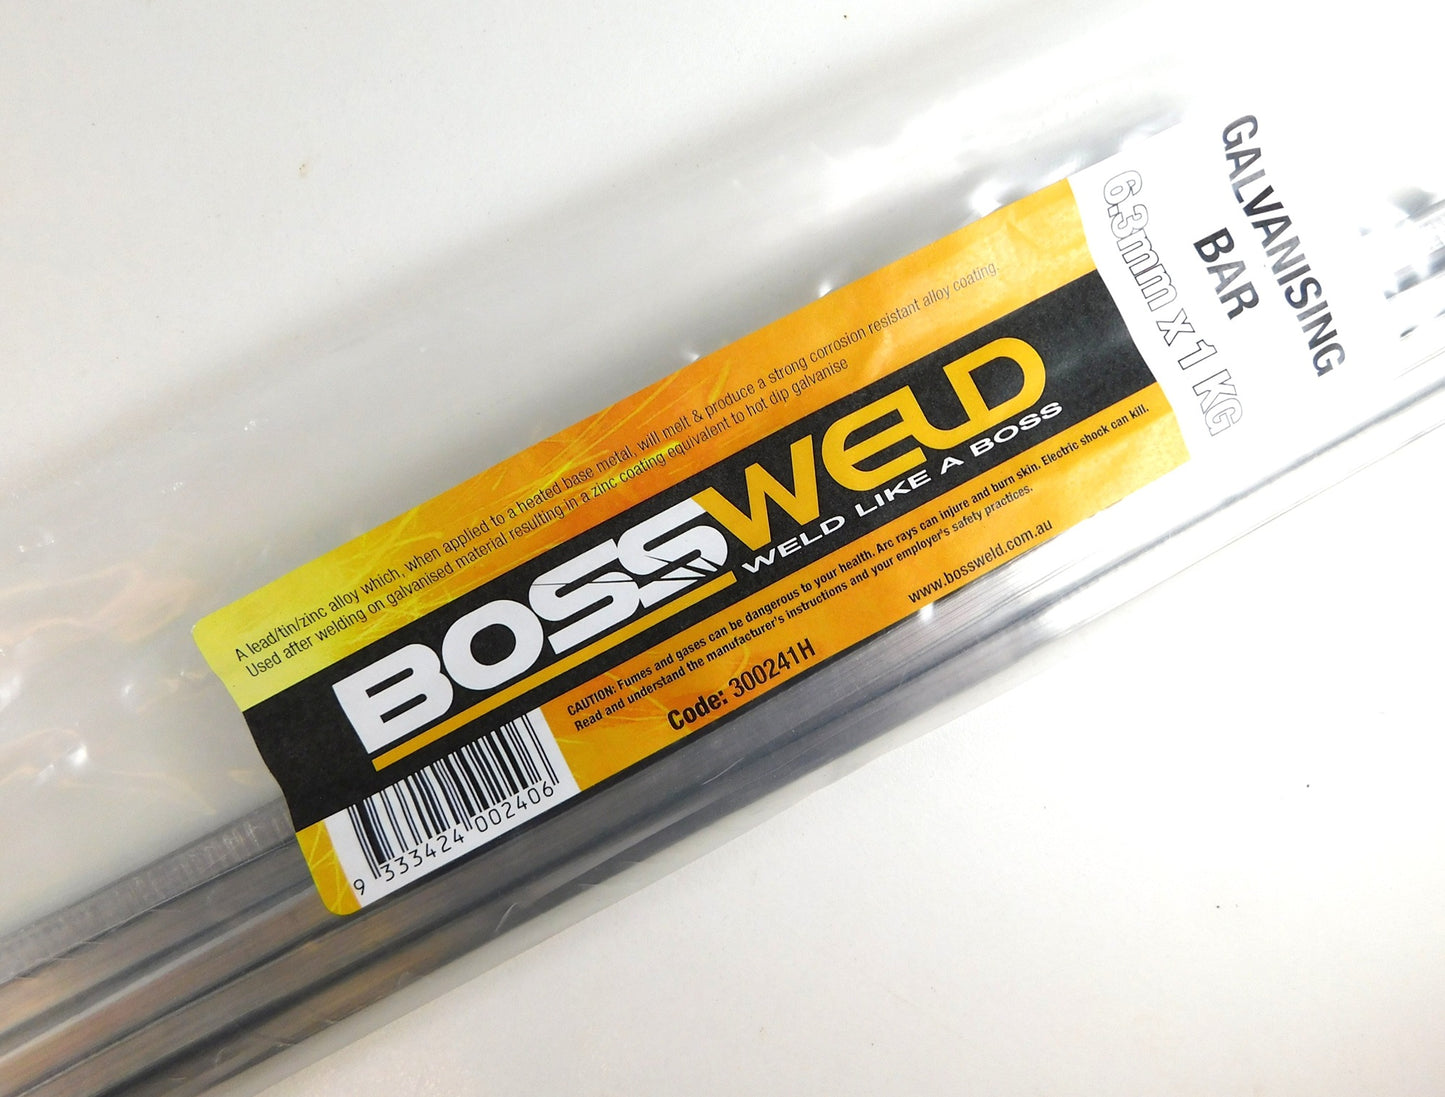 GALVANISING
BAR
6.3mm x 1 KG
A lead/tin/zinc alloy which, when applied to a heated base metal, will melt & produce a strong corrosion resistant alloy coating.
Used after welding on galvanised material resulting in a zinc coating equivalent to hot dip galvanise
BOSSWELD
WELD LIKE A BOSS
CAUTION: Fumes and gases can be dangerous to your health. Arc rays can injure and burn skin. Electric shock can kill.
Read and understand the manufacturer's instructions and your employer's safety practices.
Code: 300241H
www.bossweld.com.au
9 333424 002406